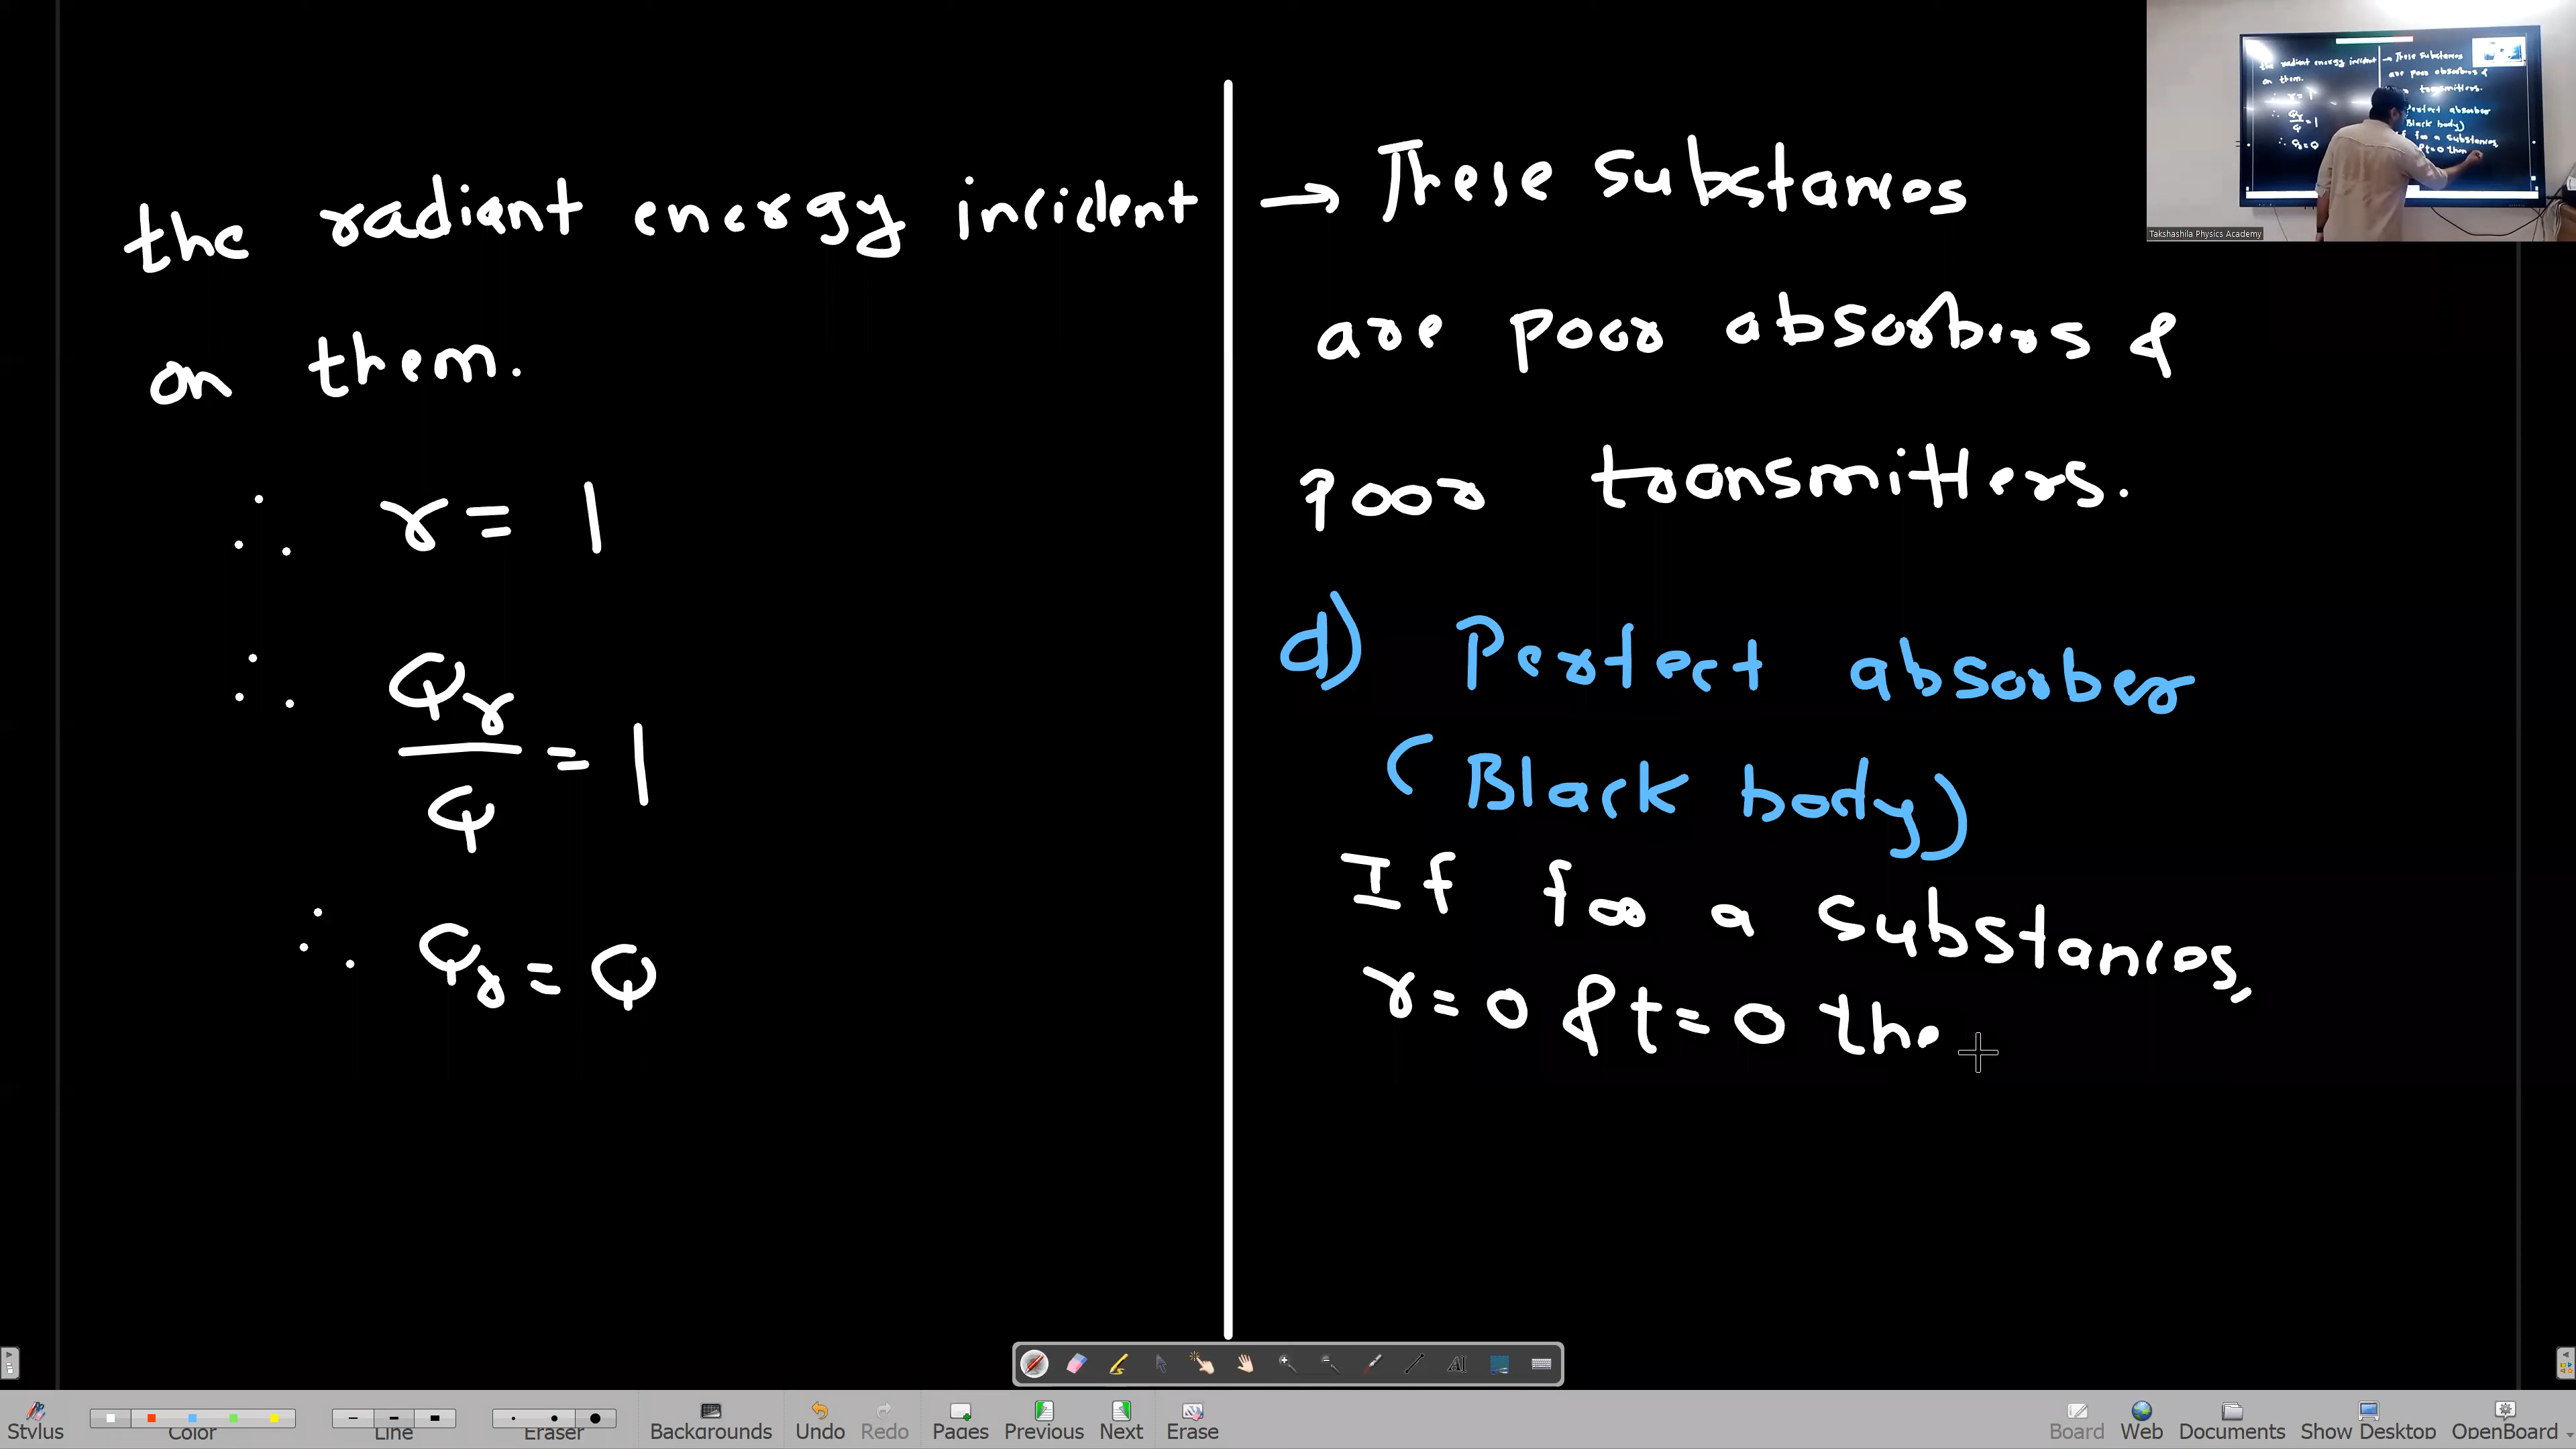 the radiant energy incident
on them.
∴ r = 1
∴ Qr/Q = 1
∴ Qr = Q
→ These substances
are poor absorbers &
poor transmitters.
d) Perfect absorber
(Black body)
If for a substances,
r = 0 & t = 0 the
Takshashila Physics Academy
Stylus
Color
Line
Eraser
Backgrounds
Undo
Redo
Pages
Previous
Next
Erase
Board
Web
Documents
Show Desktop
OpenBoard